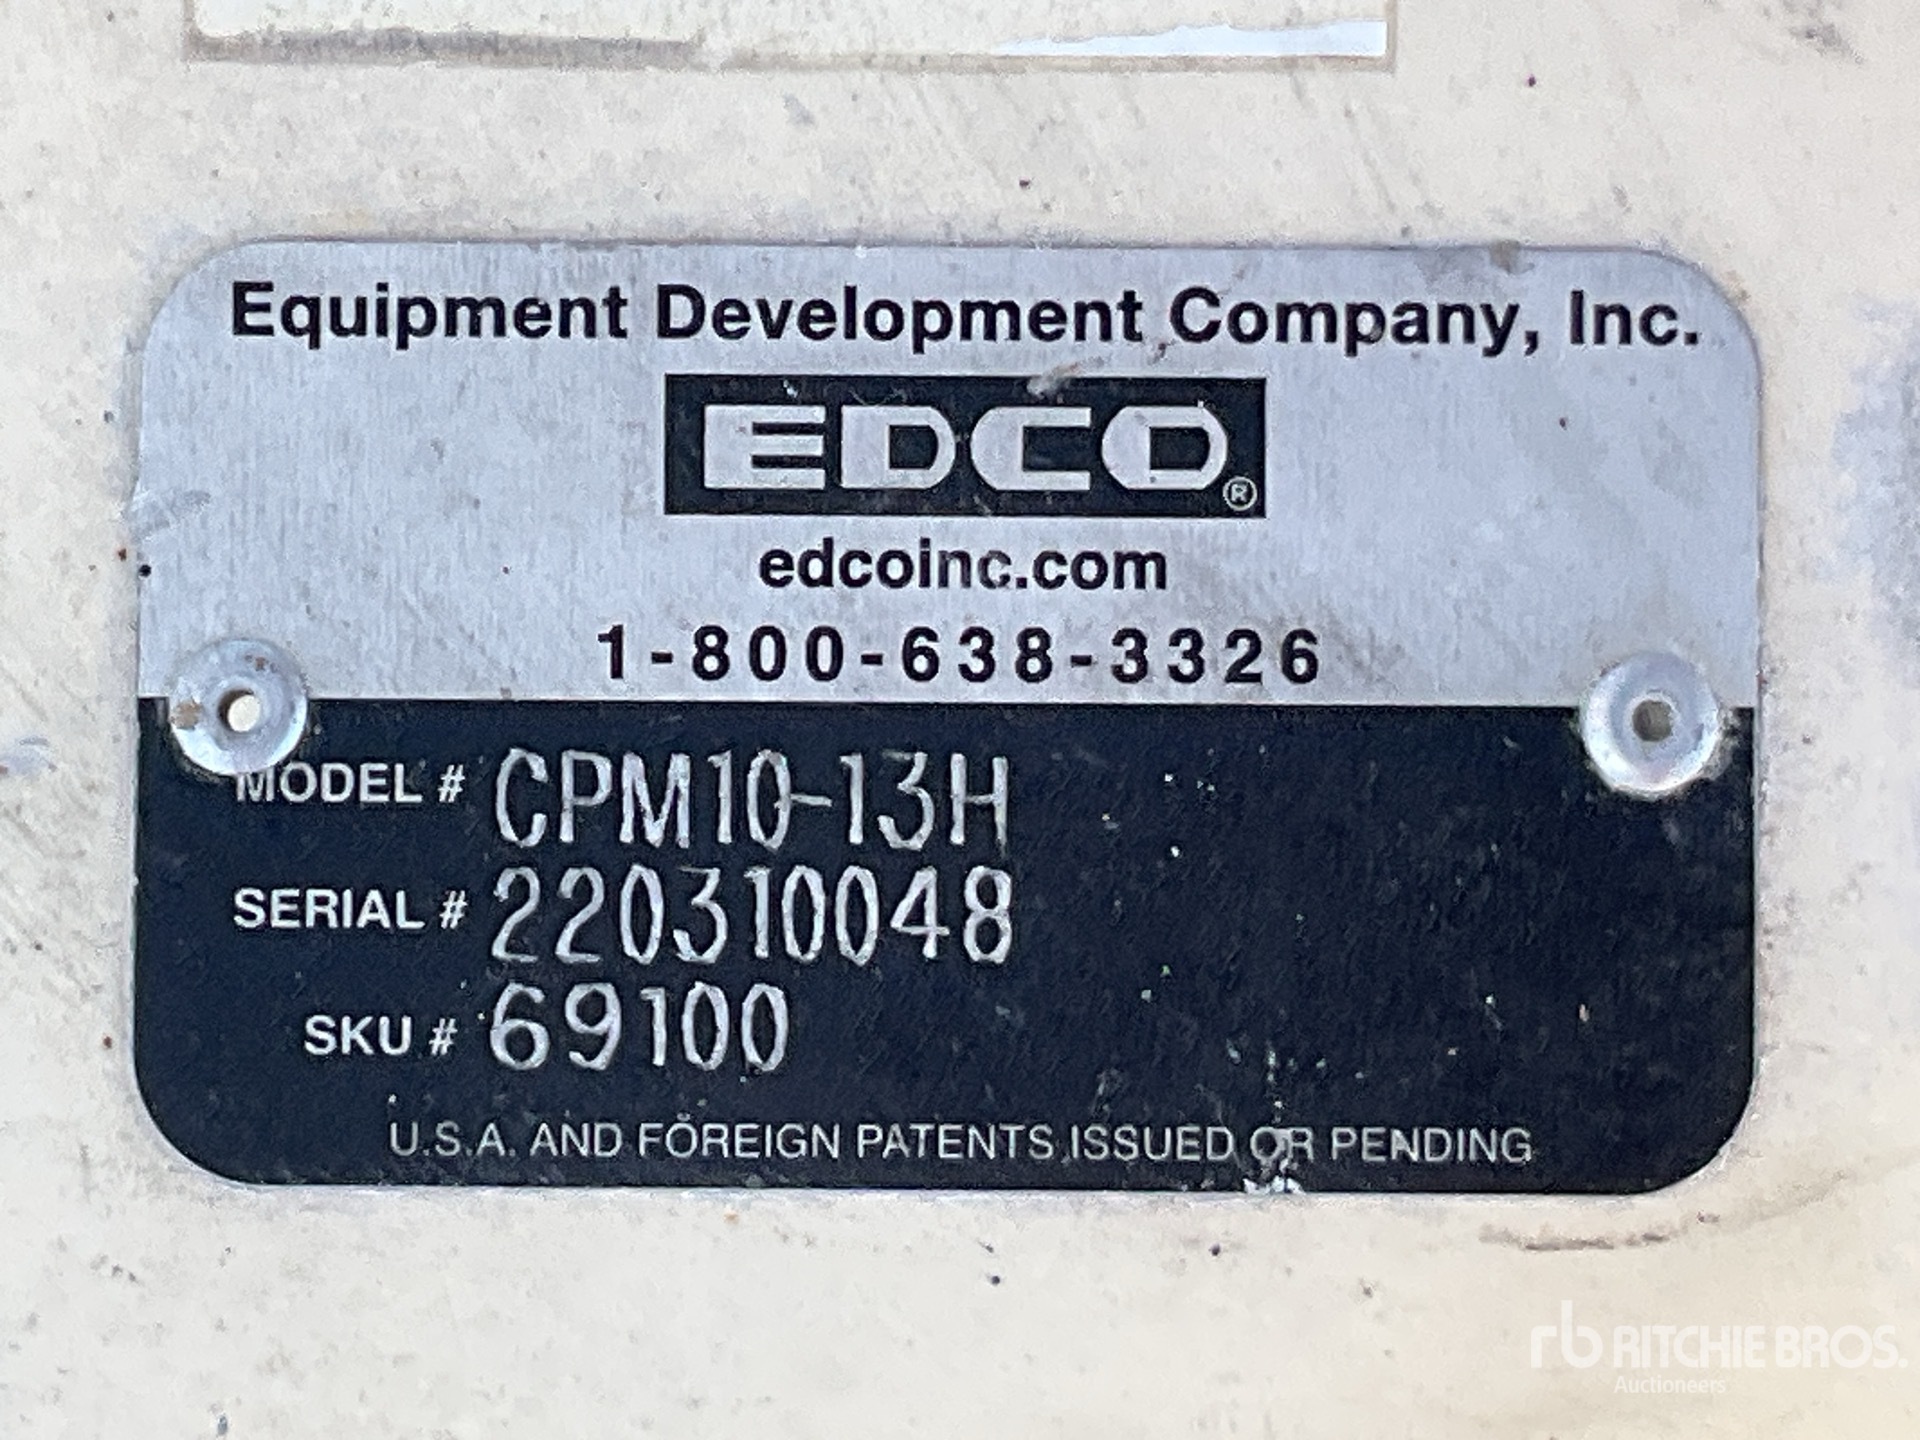 Equipment Development Company, Inc.
EDCO®
edcoinc.com
1-800-638-3326
MODEL # CPM10-13H
SERIAL # 220310048
SKU # 69100
U.S.A. AND FOREIGN PATENTS ISSUED OR PENDING
rb RITCHIE BROS.
Auctioneers